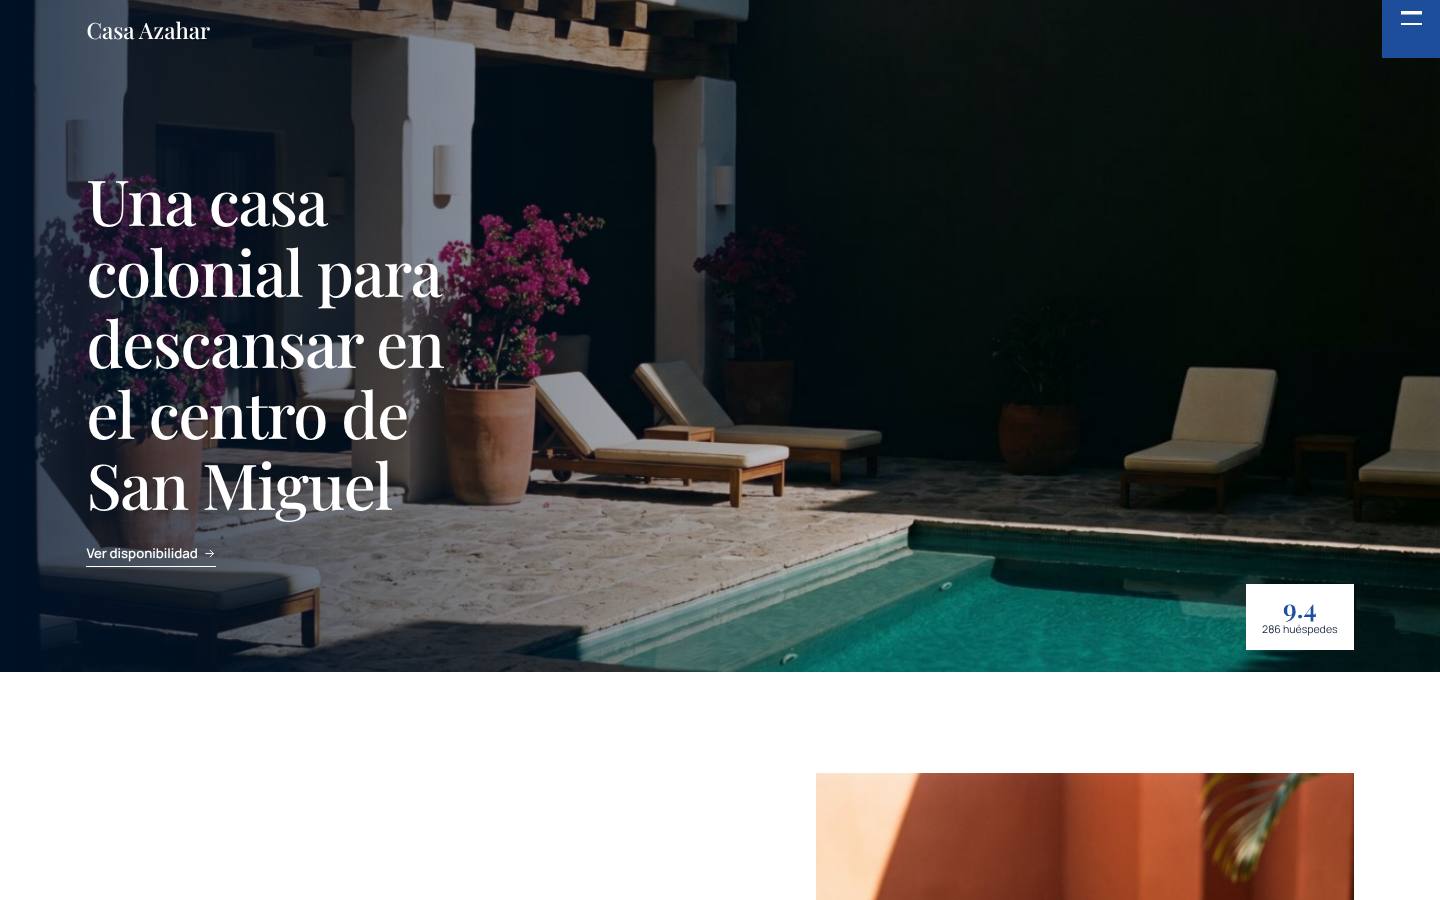 Casa Azahar
Una casa
colonial para
descansar en
el centro de
San Miguel
Ver disponibilidad →
9.4
286 huéspedes